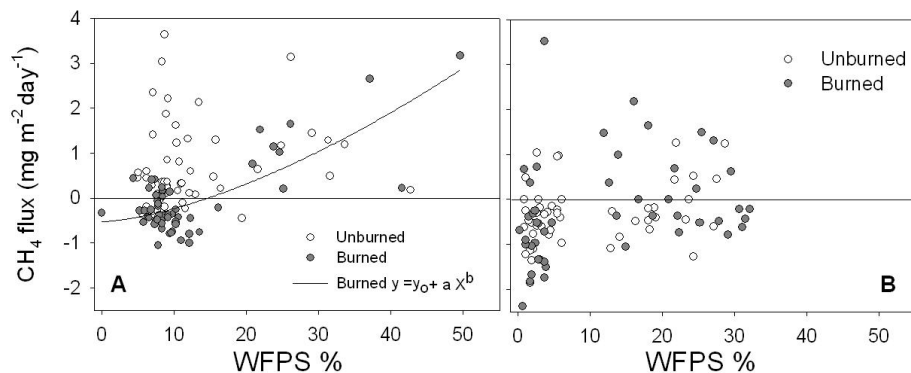 CH4 flux (mg m-2 day-1)
4
3
2
1
0
-1
-2
A
Unburned
Burned
Burned y =yo+ a Xb
0 10 20 30 40 50
WFPS %
B
Unburned
Burned
0 10 20 30 40 50
WFPS %